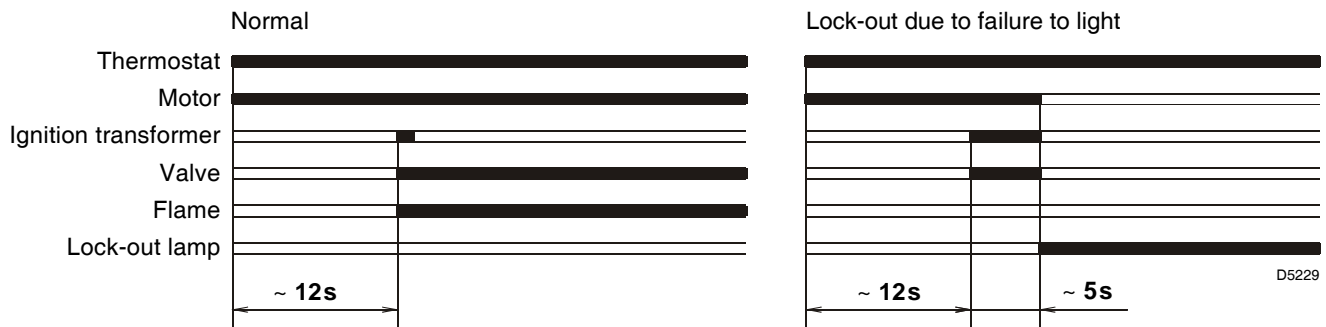 Normal
Lock-out due to failure to light
Thermostat
Motor
Ignition transformer
Valve
Flame
Lock-out lamp
D5229
~ 12s
~ 12s
~ 5s